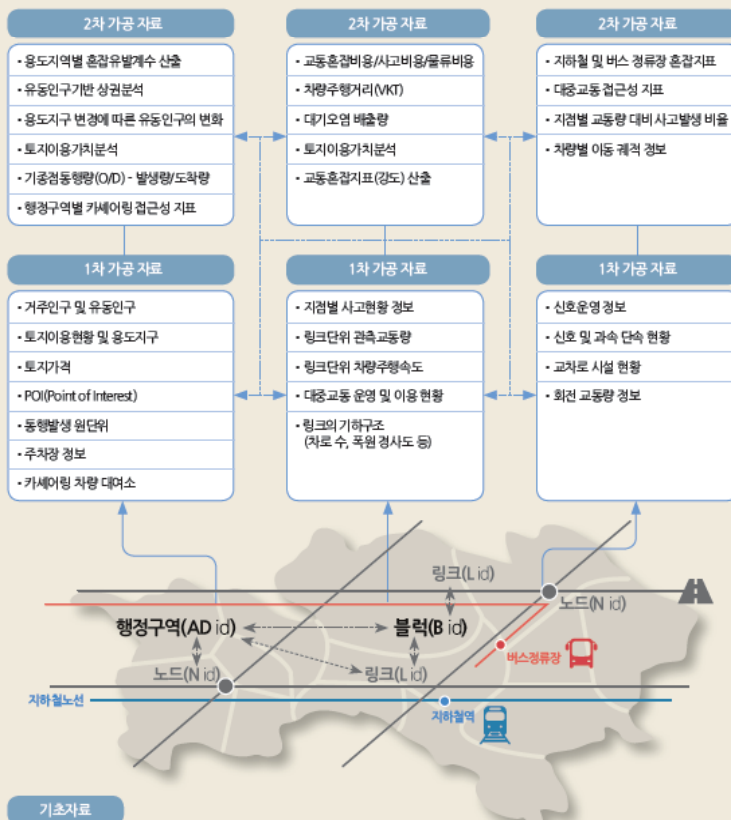 2차 가공 자료
• 용도지역별 혼잡유발계수 산출
• 유동인구기반 상권분석
• 용도지구 변경에 따른 유동인구의 변화
• 토지이용가치분석
• 기종점통행량(O/D) - 발생량/도착량
• 행정구역별 카셰어링 접근성 지표
2차 가공 자료
• 교통혼잡비용/사고비용/물류비용
• 차량주행거리(VKT)
• 대기오염 배출량
• 토지이용가치분석
• 교통혼잡지표(강도) 산출
2차 가공 자료
• 지하철 및 버스 정류장 혼잡지표
• 대중교통 접근성 지표
• 지점별 교통량 대비 사고발생 비율
• 차량별 이동 궤적 정보
1차 가공 자료
• 거주인구 및 유동인구
• 토지이용현황 및 용도지구
• 토지가격
• POI(Point of Interest)
• 통행발생 원단위
• 주차장 정보
• 카셰어링 차량 대여소
1차 가공 자료
• 지점별 사고현황 정보
• 링크단위 관측교통량
• 링크단위 차량주행속도
• 대중교통 운영 및 이용 현황
• 링크의 기하구조
(차로 수, 폭원 경사도 등)
1차 가공 자료
• 신호운영 정보
• 신호 및 과속 단속 현황
• 교차로 시설 현황
• 회전 교통량 정보
링크(L id)
노드(N id)
행정구역(AD id)
블럭(B id)
버스정류장
노드(N id)
링크(L id)
지하철노선
지하철역
기초자료